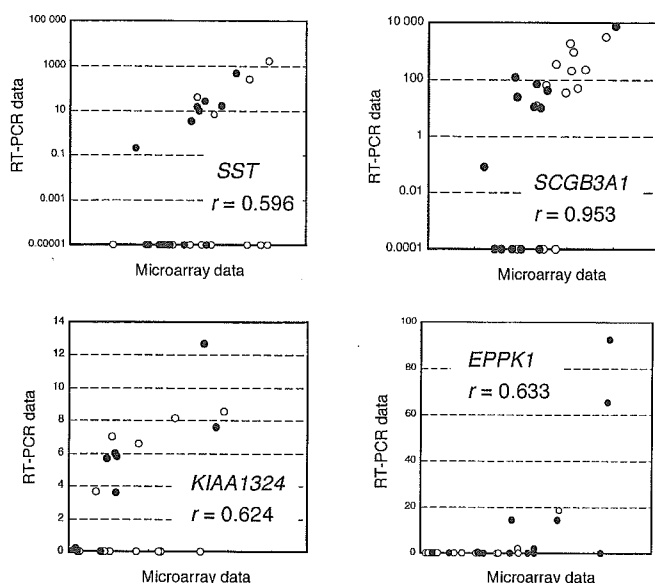 100 000
1000
10
0.1
0.001
0.00001
RT-PCR data
SST
r = 0.596
Microarray data
10 000
100
1
0.01
0.0001
RT-PCR data
SCGB3A1
r = 0.953
Microarray data
14
12
10
8
6
4
2
0
RT-PCR data
KIAA1324
r = 0.624
Microarray data
100
80
60
40
20
0
RT-PCR data
EPPK1
r = 0.633
Microarray data